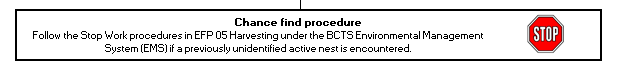 Chance find procedure
Follow the Stop Work procedures in EFP 05 Harvesting under the BCTS Environmental Management
System (EMS) if a previously unidentified active nest is encountered.
STOP